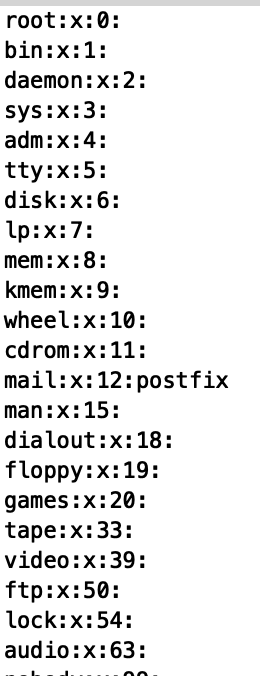 root:x:0:
bin:x:1:
daemon:x:2:
sys:x:3:
adm:x:4:
tty:x:5:
disk:x:6:
lp:x:7:
mem:x:8:
kmem:x:9:
wheel:x:10:
cdrom:x:11:
mail:x:12:postfix
man:x:15:
dialout:x:18:
floppy:x:19:
games:x:20:
tape:x:33:
video:x:39:
ftp:x:50:
lock:x:54:
audio:x:63: